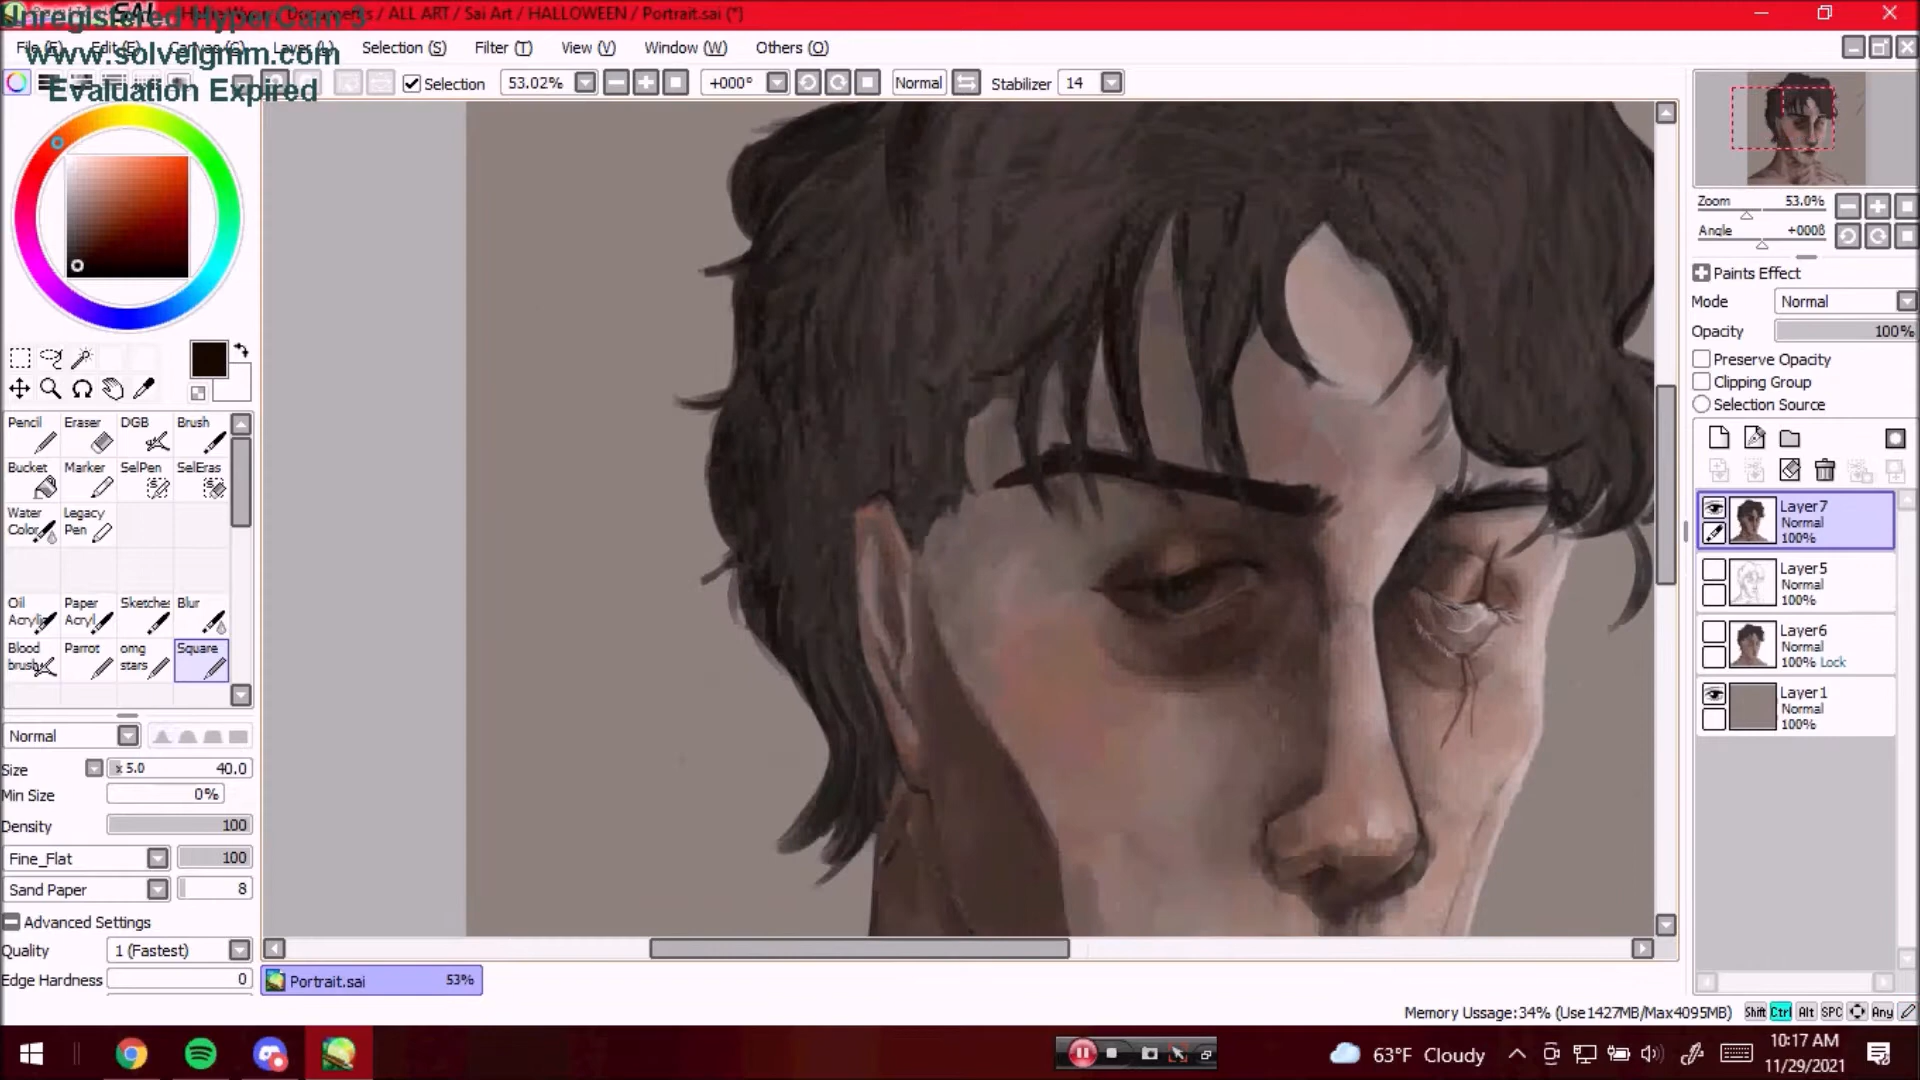 Unregistered HyperCam 3
www.solveigmm.com
Evaluation Expired
SAI
Documents / ALL ART / Sai Art / HALLOWEEN / Portrait.sai (*)
File (F) Edit (E) Canvas (C) Layer (L) Selection (S) Filter (T) View (V) Window (W) Others (O)
Selection 53.02% +000° Normal Stabilizer 14
Zoom 53.0%
Angle +000ß
Paints Effect
Mode Normal
Opacity 100%
Preserve Opacity
Clipping Group
Selection Source
Layer7
Normal
100%
Layer5
Normal
100%
Layer6
Normal
100% Lock
Layer1
Normal
100%
Pencil Eraser DGB Brush
Bucket Marker SelPen SelEras
Water Color Legacy Pen
Oil Acrylic Paper Acryl Sketches Blur
Blood brush Parrot omg stars Square
Normal
Size x 5.0 40.0
Min Size 0%
Density 100
Fine_Flat 100
Sand Paper 8
Advanced Settings
Quality 1 (Fastest)
Edge Hardness 0
Portrait.sai 53%
Memory Ussage:34% (Use1427MB/Max4095MB) Shift Ctrl Alt SPC Any
63°F Cloudy
10:17 AM
11/29/2021